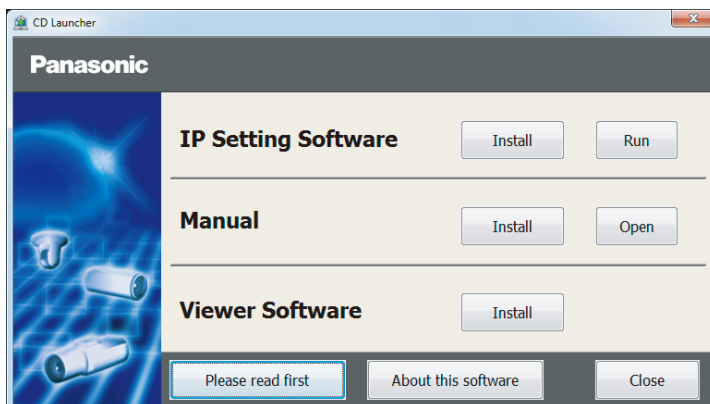 CD Launcher
Panasonic
IP Setting Software Install Run
Manual Install Open
Viewer Software Install
Please read first About this software Close